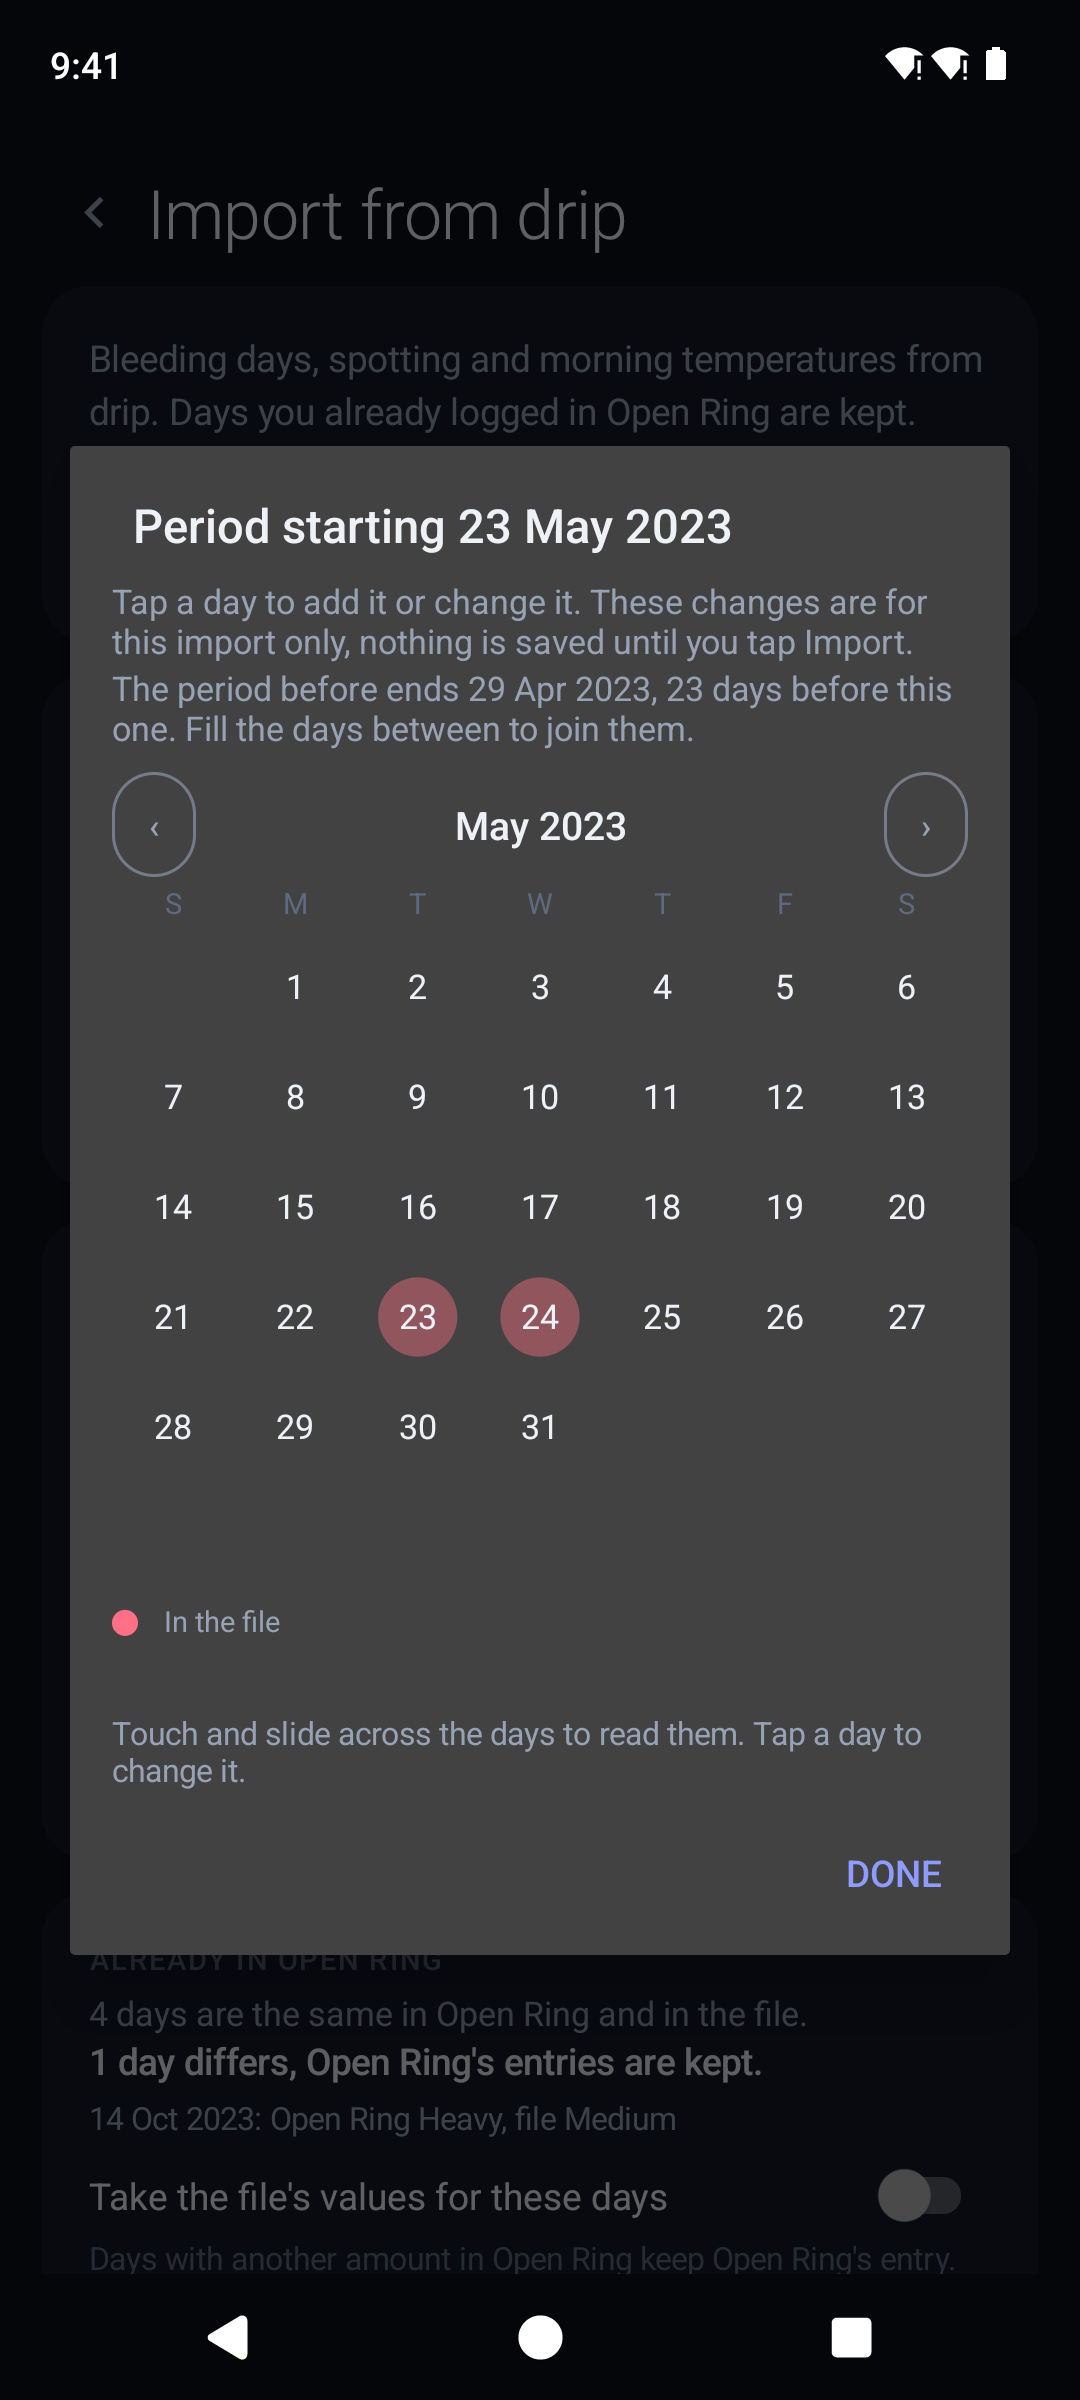 9:41
Import from drip
Bleeding days, spotting and morning temperatures from
drip. Days you already logged in Open Ring are kept.
Period starting 23 May 2023
Tap a day to add it or change it. These changes are for
this import only, nothing is saved until you tap Import.
The period before ends 29 Apr 2023, 23 days before this
one. Fill the days between to join them.
‹ May 2023 ›
S M T W T F S
1 2 3 4 5 6
7 8 9 10 11 12 13
14 15 16 17 18 19 20
21 22 23 24 25 26 27
28 29 30 31
In the file
Touch and slide across the days to read them. Tap a day to
change it.
DONE
ALREADY IN OPEN RING
4 days are the same in Open Ring and in the file.
1 day differs, Open Ring's entries are kept.
14 Oct 2023: Open Ring Heavy, file Medium
Take the file's values for these days
Days with another amount in Open Ring keep Open Ring's entry.